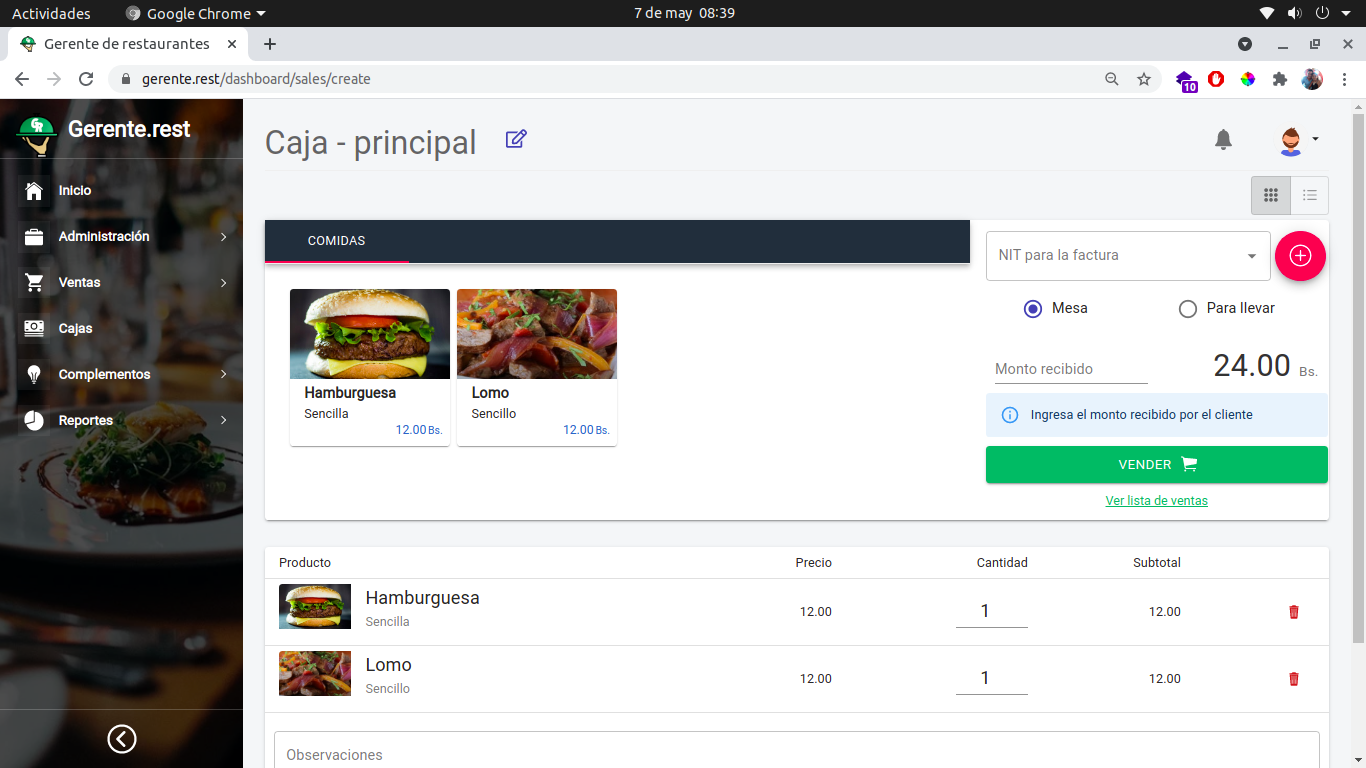 Actividades
Google Chrome
7 de may 08:39
Gerente de restaurantes
gerente.rest/dashboard/sales/create
10
GR
Gerente.rest
Inicio
Administración
Ventas
Cajas
Complementos
Reportes
Caja - principal
COMIDAS
Hamburguesa
Sencilla
12.00 Bs.
Lomo
Sencillo
12.00 Bs.
NIT para la factura
Mesa
Para llevar
Monto recibido
24.00 Bs.
Ingresa el monto recibido por el cliente
VENDER
Ver lista de ventas
Producto Precio Cantidad Subtotal
Hamburguesa
Sencilla
12.00 1 12.00
Lomo
Sencillo
12.00 1 12.00
Observaciones